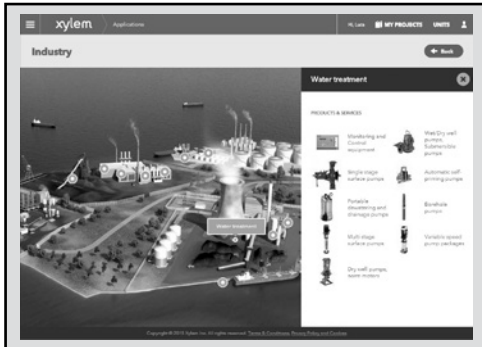 xylem
Applications
Hi, Lars
MY PROJECTS
UNITS
Industry
Back
Water treatment
PRODUCTS & SERVICES
Monitoring and
Control
equipment
Wet/Dry well
pumps,
Submersible
pumps
Single stage
surface pumps
Automatic self-
priming pumps
Portable
dewatering and
drainage pumps
Borehole
pumps
Multi stage
surface pumps
Variable speed
pump packages
Dry well pumps,
Water treatment
Copyright © 2013 Xylem, Inc. All rights reserved. Terms & Conditions, Privacy Policy and Cookies